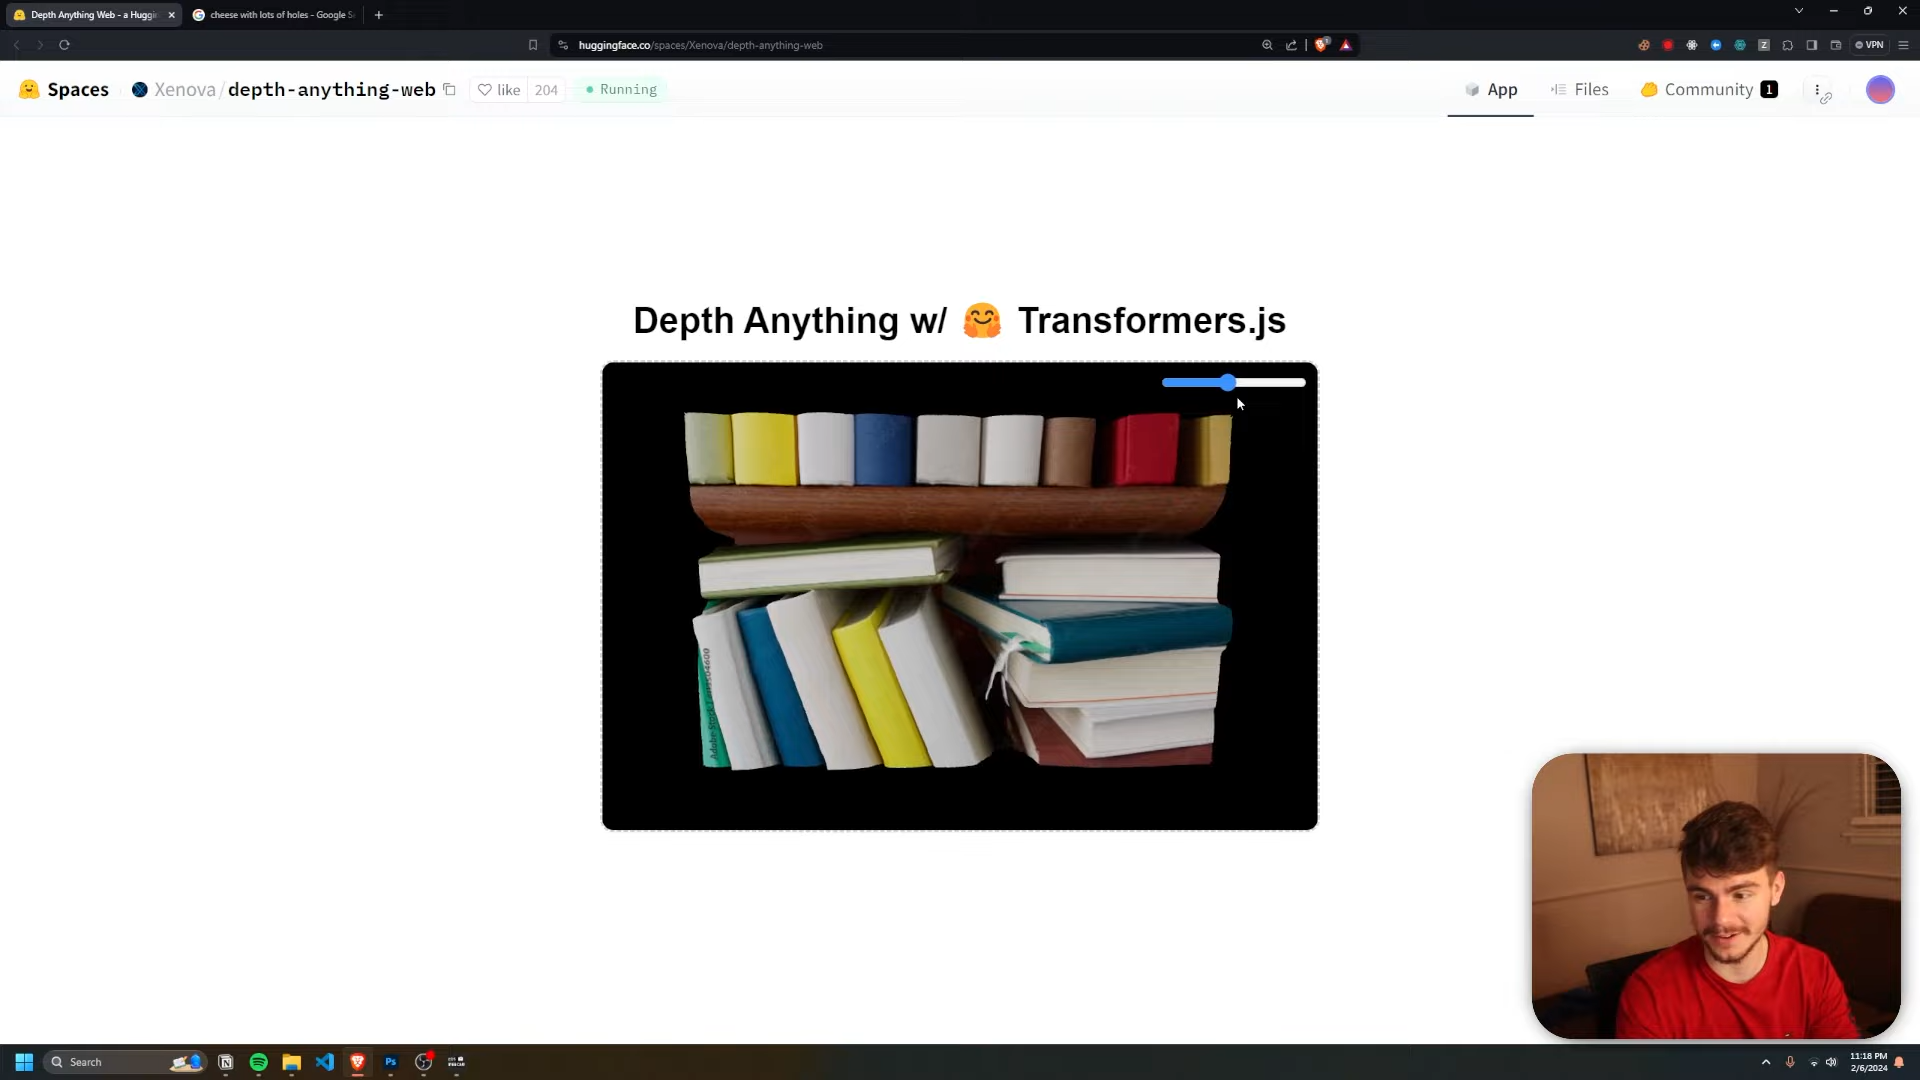 Depth Anything Web - a Huggin
cheese with lots of holes - Google S
huggingface.co/spaces/Xenova/depth-anything-web
VPN
Spaces
Xenova/depth-anything-web
like 204
Running
App
Files
Community 1
Depth Anything w/ 🤗 Transformers.js
Search
11:18 PM
2/6/2024